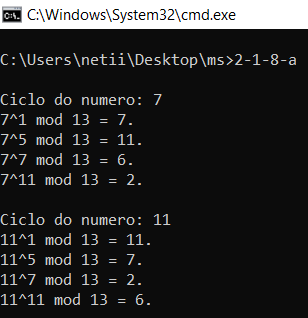 C:\Windows\System32\cmd.exe
C:\Users\netii\Desktop\ms>2-1-8-a
Ciclo do numero: 7
7^1 mod 13 = 7.
7^5 mod 13 = 11.
7^7 mod 13 = 6.
7^11 mod 13 = 2.
Ciclo do numero: 11
11^1 mod 13 = 11.
11^5 mod 13 = 7.
11^7 mod 13 = 2.
11^11 mod 13 = 6.